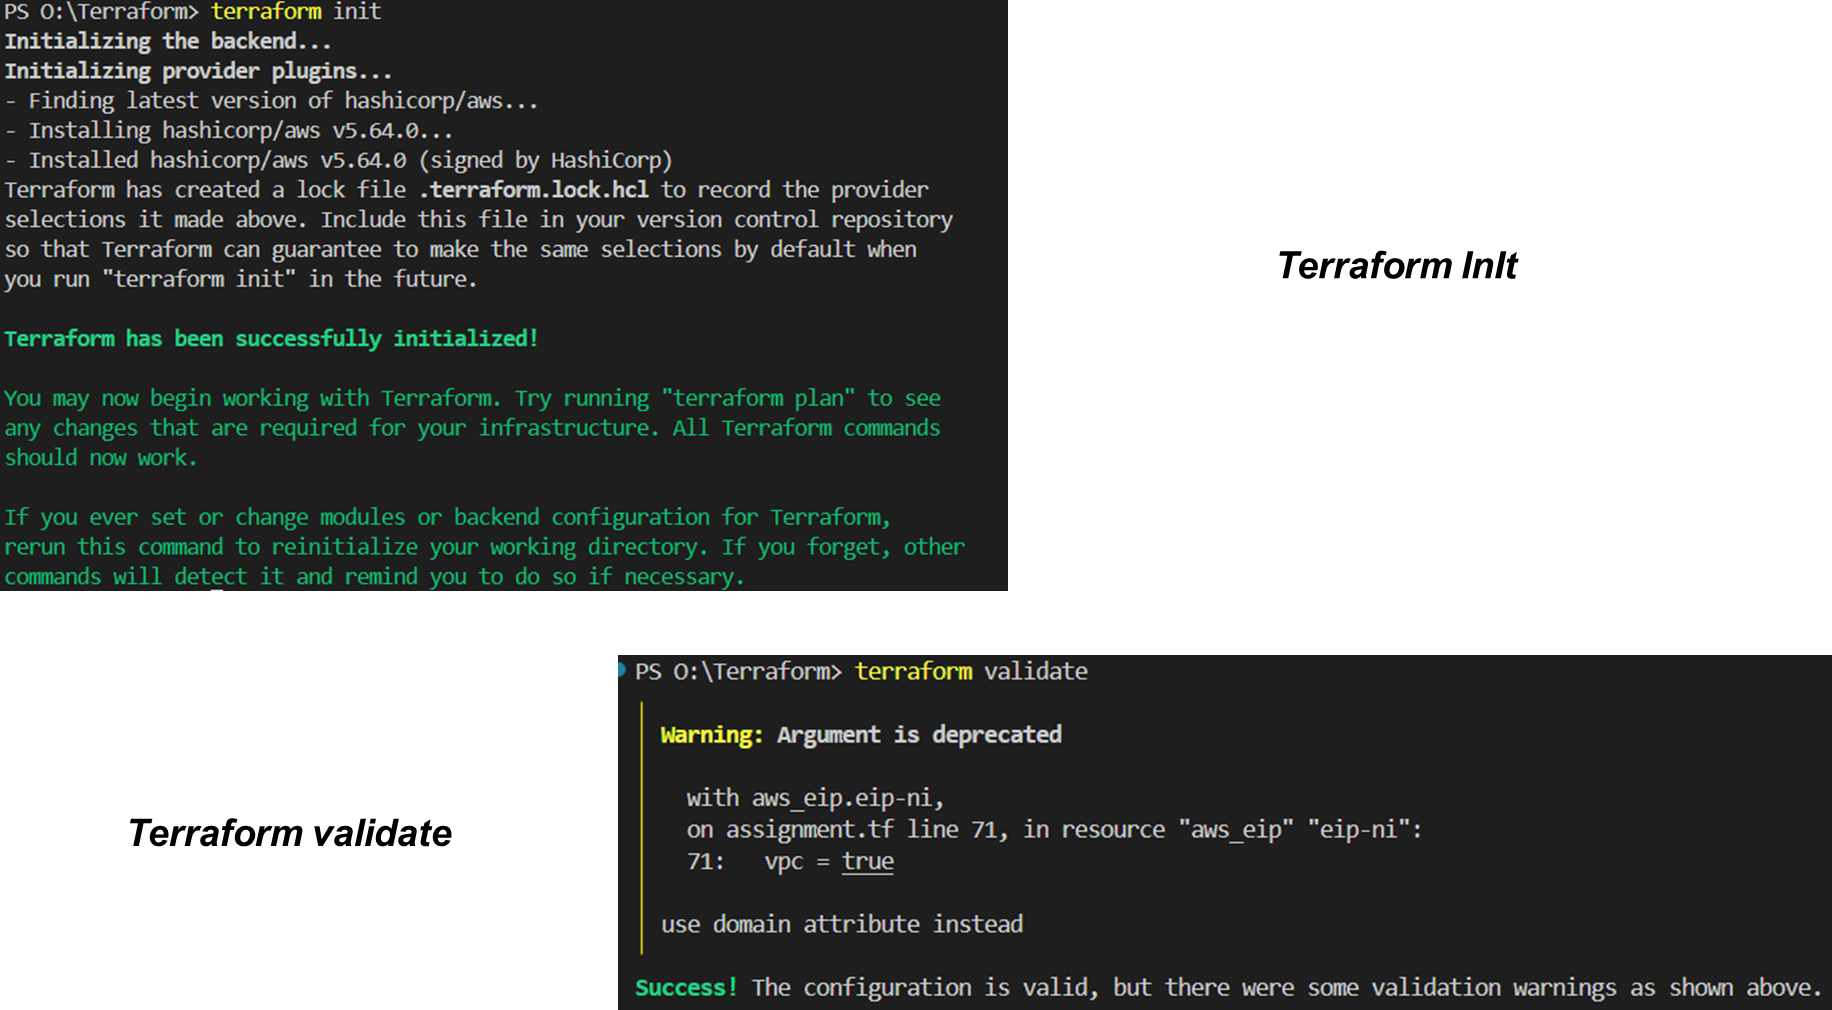 PS O:\Terraform> terraform init
Initializing the backend...
Initializing provider plugins...
- Finding latest version of hashicorp/aws...
- Installing hashicorp/aws v5.64.0...
- Installed hashicorp/aws v5.64.0 (signed by HashiCorp)
Terraform has created a lock file .terraform.lock.hcl to record the provider
selections it made above. Include this file in your version control repository
so that Terraform can guarantee to make the same selections by default when
you run "terraform init" in the future.
Terraform has been successfully initialized!
You may now begin working with Terraform. Try running "terraform plan" to see
any changes that are required for your infrastructure. All Terraform commands
should now work.
If you ever set or change modules or backend configuration for Terraform,
rerun this command to reinitialize your working directory. If you forget, other
commands will detect it and remind you to do so if necessary.
Terraform InIt
Terraform validate
PS O:\Terraform> terraform validate
Warning: Argument is deprecated
with aws_eip.eip-ni,
on assignment.tf line 71, in resource "aws_eip" "eip-ni":
71:   vpc = true
use domain attribute instead
Success! The configuration is valid, but there were some validation warnings as shown above.